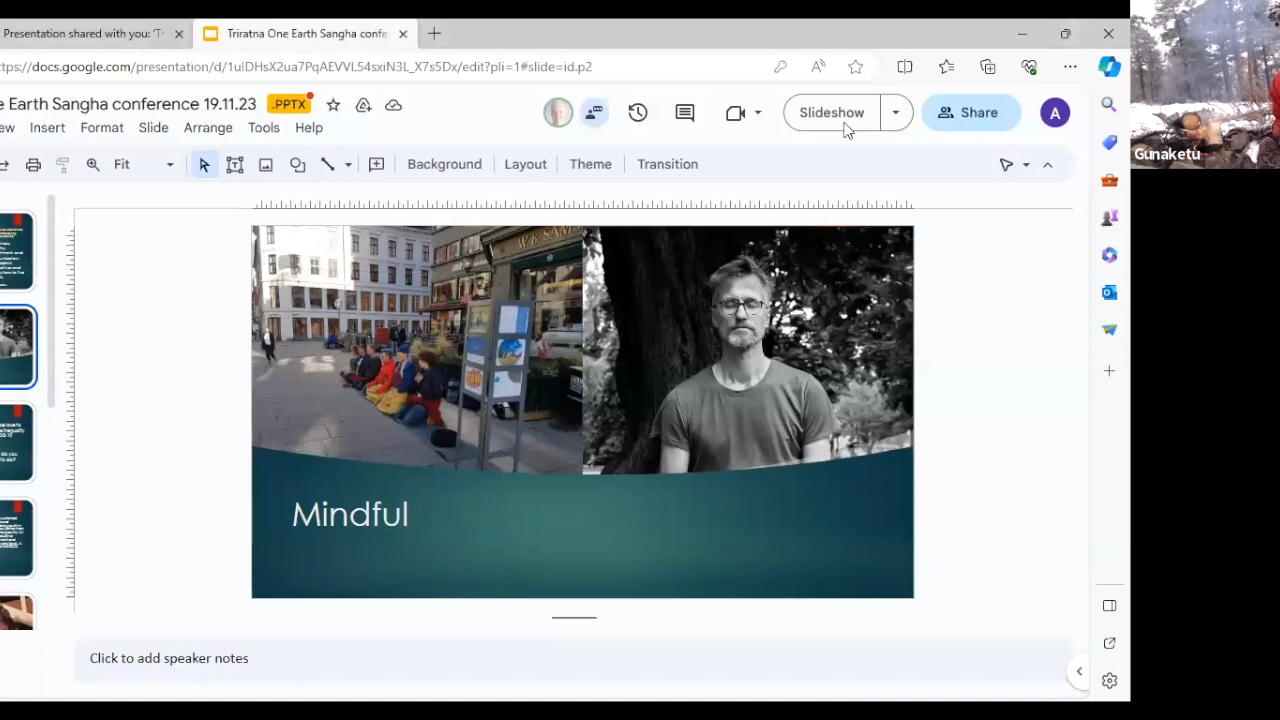 Presentation shared with you: 'T
Triratna One Earth Sangha confe
ttps://docs.google.com/presentation/d/1ulDHsX2ua7PqAEVVL54sxiN3L_X7s5Dx/edit?pli=1#slide=id.p2
e Earth Sangha conference 19.11.23
.PPTX
Slideshow
Share
A
ew Insert Format Slide Arrange Tools Help
Fit
Background Layout Theme Transition
Gunaketu
Mindful
Click to add speaker notes